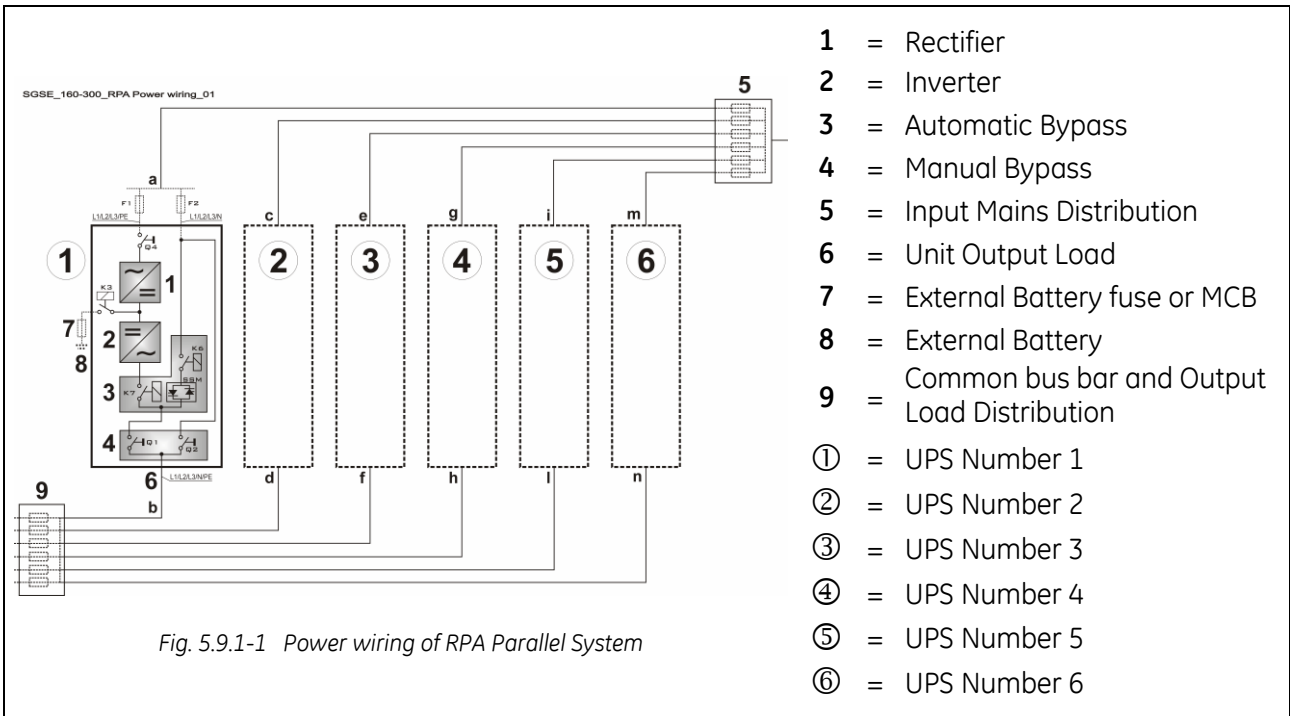 SGSE_160-300_RPA Power wiring_01
5
a
F1
F2
L1/L2/L3/PE
L1/L2/L3/N
c
e
g
i
m
1
2
3
4
5
6
Q4
1
K3
7
2
8
K6
3
K7
SSM
4
Q1
Q2
6
L1/L2/L3/N/PE
d
f
h
l
n
9
b
Fig. 5.9.1-1 Power wiring of RPA Parallel System
1 = Rectifier
2 = Inverter
3 = Automatic Bypass
4 = Manual Bypass
5 = Input Mains Distribution
6 = Unit Output Load
7 = External Battery fuse or MCB
8 = External Battery
9 = Common bus bar and Output
Load Distribution
① = UPS Number 1
② = UPS Number 2
③ = UPS Number 3
④ = UPS Number 4
⑤ = UPS Number 5
⑥ = UPS Number 6